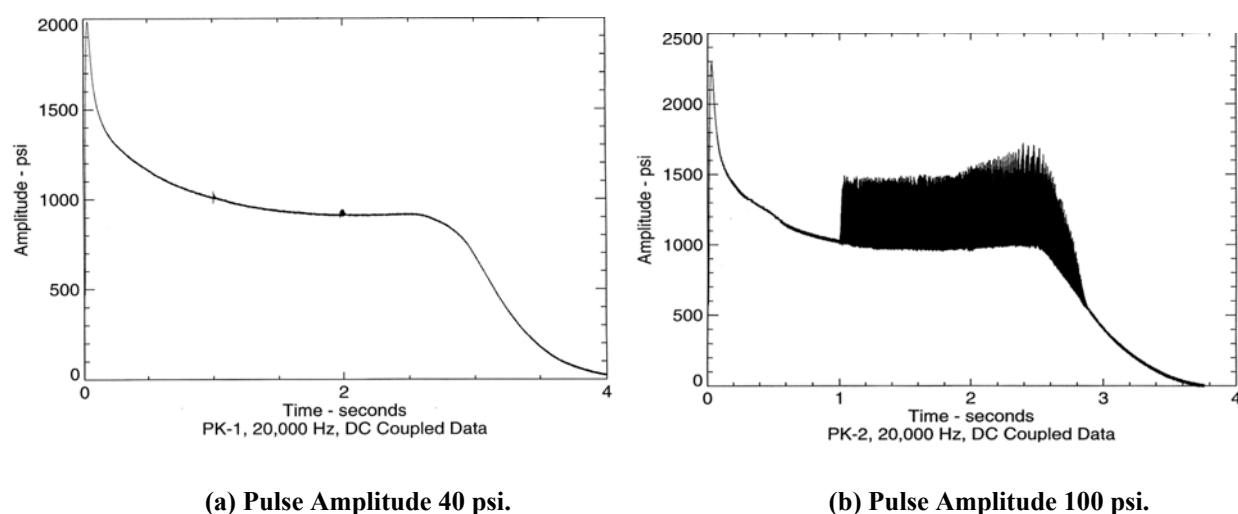 2000
1500
1000
500
0
Amplitude - psi
0
2
4
Time - seconds
PK-1, 20,000 Hz, DC Coupled Data
(a) Pulse Amplitude 40 psi.
2500
2000
1500
1000
500
0
Amplitude - psi
0
1
2
3
4
Time - seconds
PK-2, 20,000 Hz, DC Coupled Data
(b) Pulse Amplitude 100 psi.